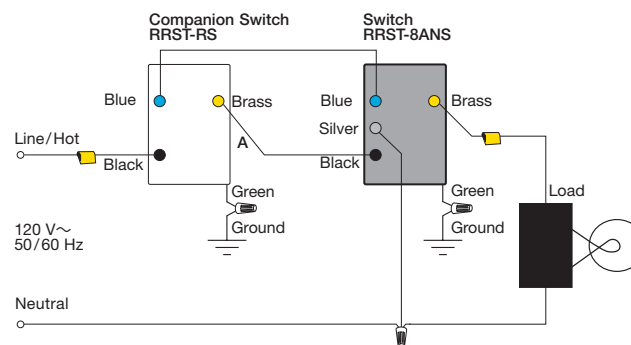 Companion Switch
RRST-RS
Switch
RRST-8ANS
Blue
Brass
Blue
Brass
Silver
Line/Hot
A
Black
Black
Green
Green
Load
Ground
Ground
120 V~
50/60 Hz
Neutral